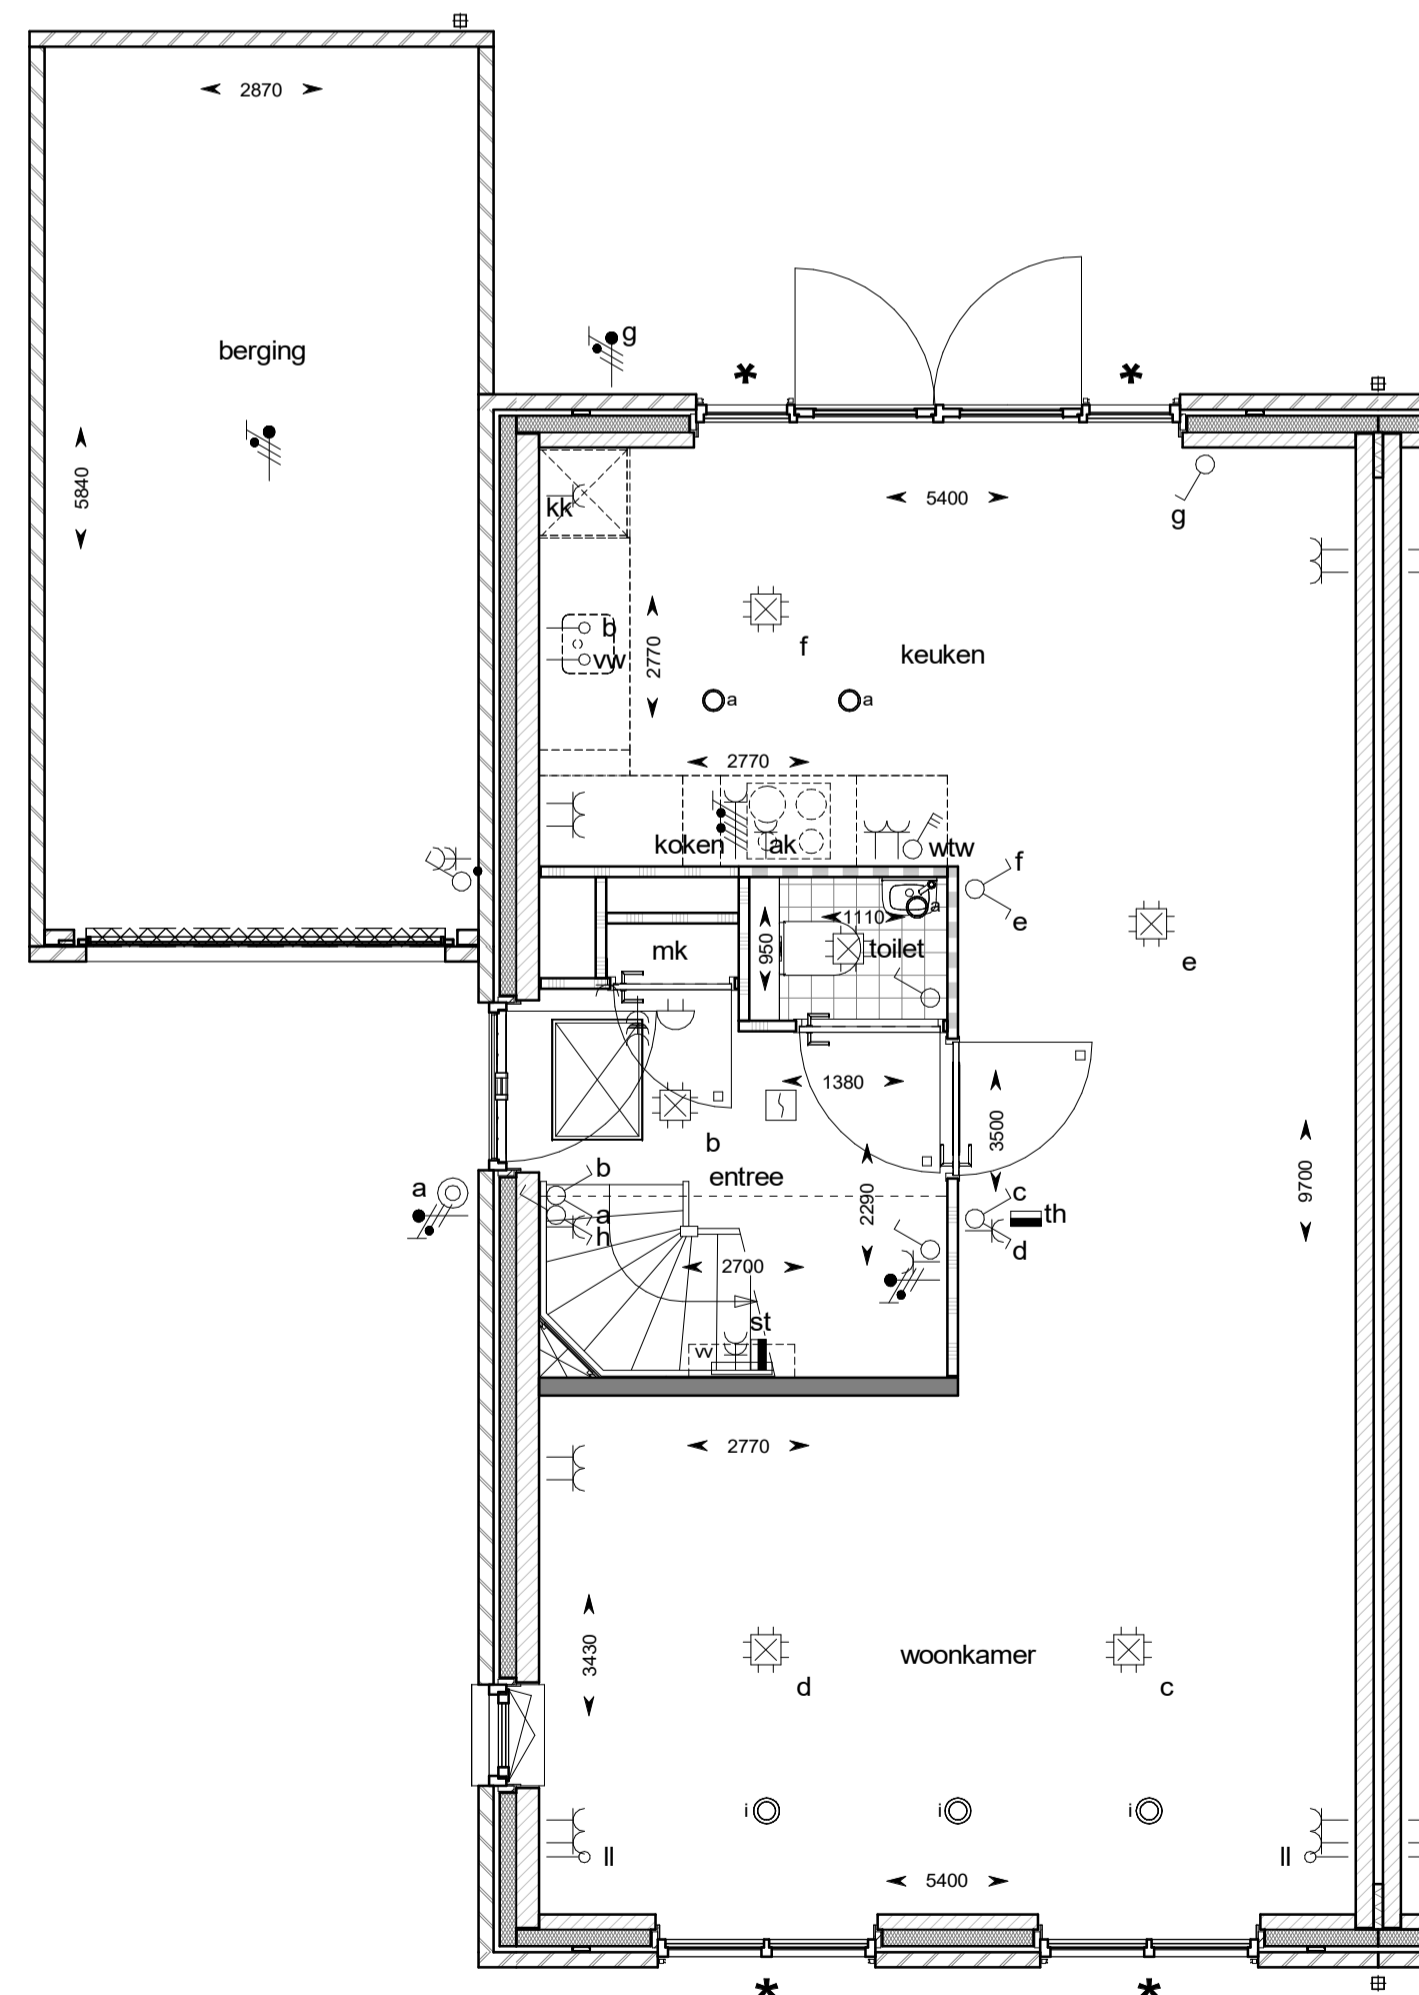 2870
g
*
*
berging
5840
kk
5400
g
b
2770
f
keuken
vw
a
a
2770
koken
ak
wtw
f
a
1110
e
950
mk
toilet
e
1380
3500
b
9700
entree
b
a
2290
c
th
a
h
d
2700
st
vv
2770
3430
woonkamer
d
c
i
i
i
ll
ll
5400
*
*